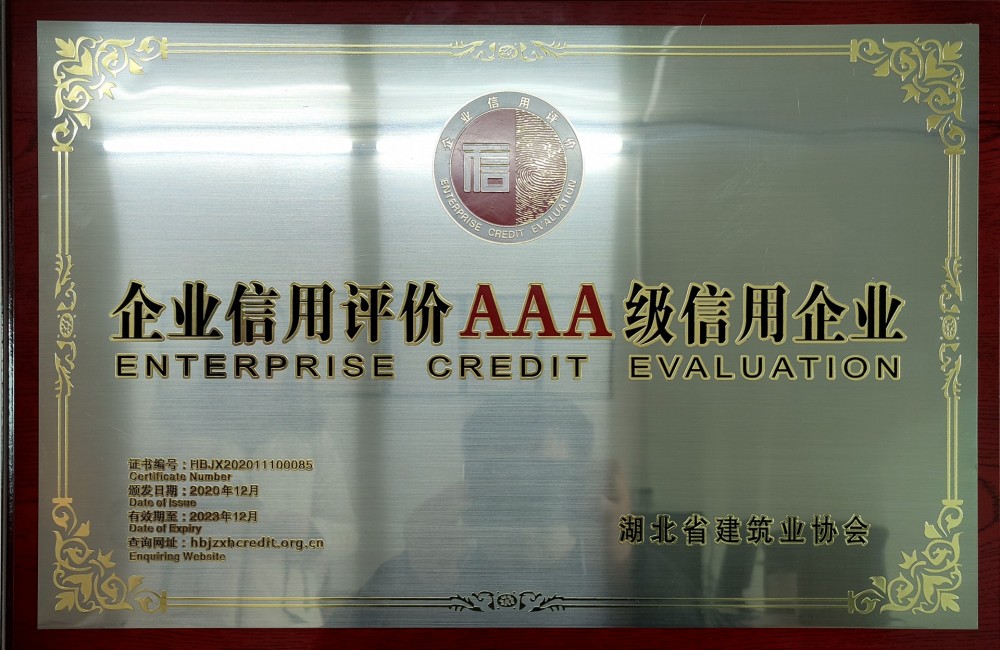 企业信用评价
信
ENTERPRISE CREDIT EVALUATION
企业信用评价AAA级信用企业
ENTERPRISE CREDIT EVALUATION
证书编号：HBJX202011100085
Certificate Number
颁发日期：2020年12月
Date of Issue
有效期至：2023年12月
Date of Expiry
查询网址：hbjzxhcredit.org.cn
Enquiring Website
湖北省建筑业协会